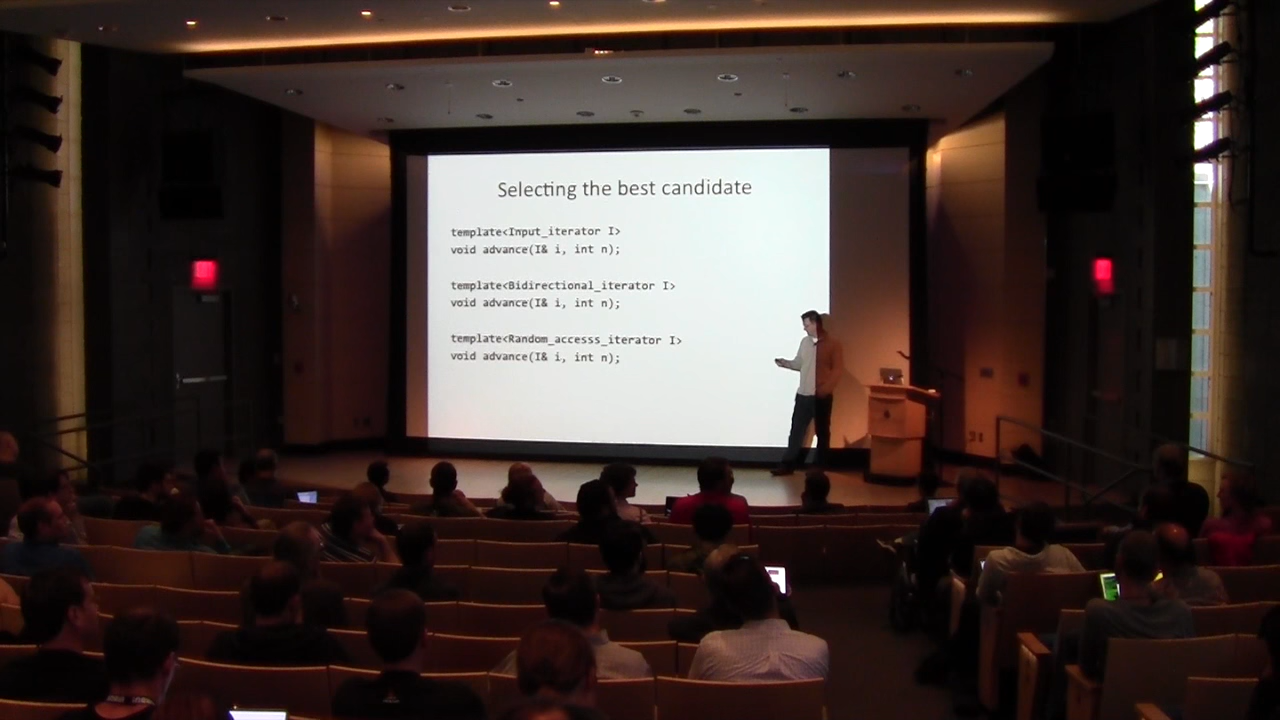 Selecting the best candidate
template<Input_iterator I>
void advance(I& i, int n);
template<Bidirectional_iterator I>
void advance(I& i, int n);
template<Random_accesss_iterator I>
void advance(I& i, int n);